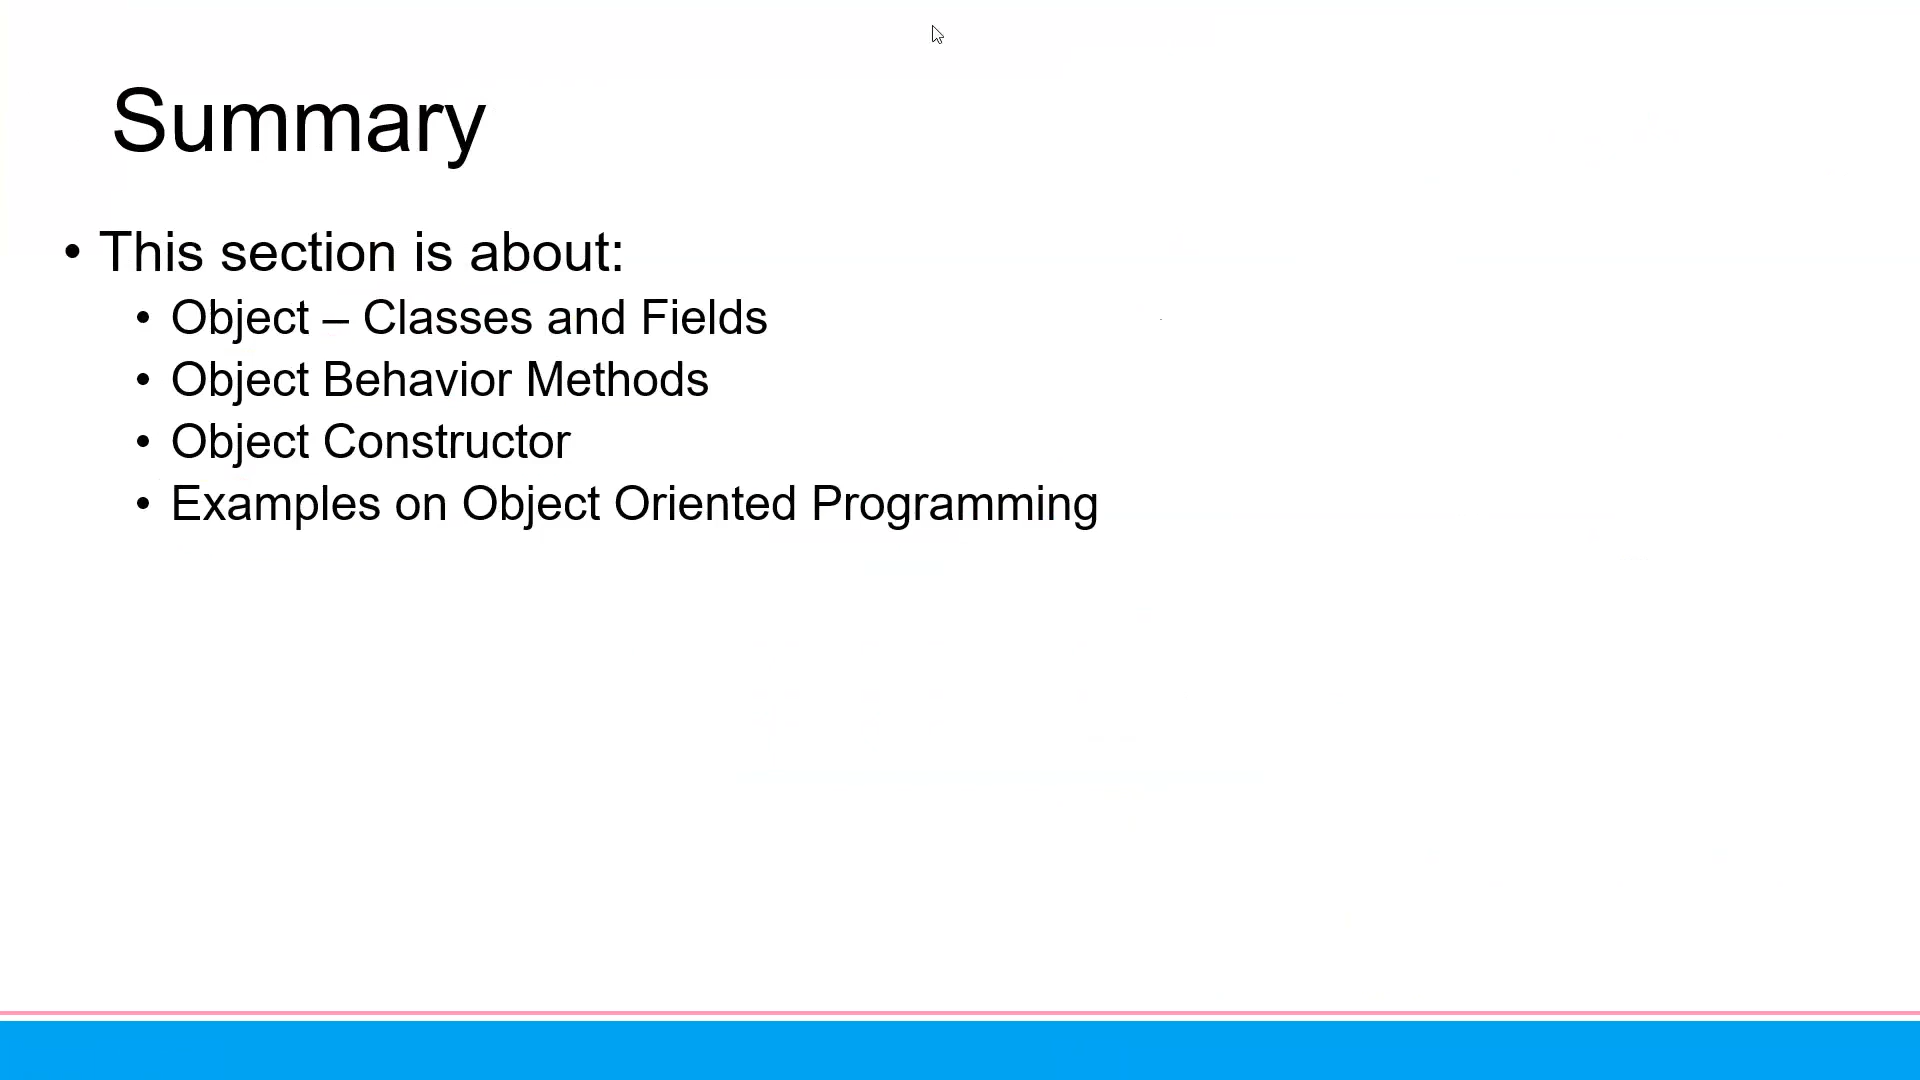 Summary
• This section is about:
• Object – Classes and Fields
• Object Behavior Methods
• Object Constructor
• Examples on Object Oriented Programming